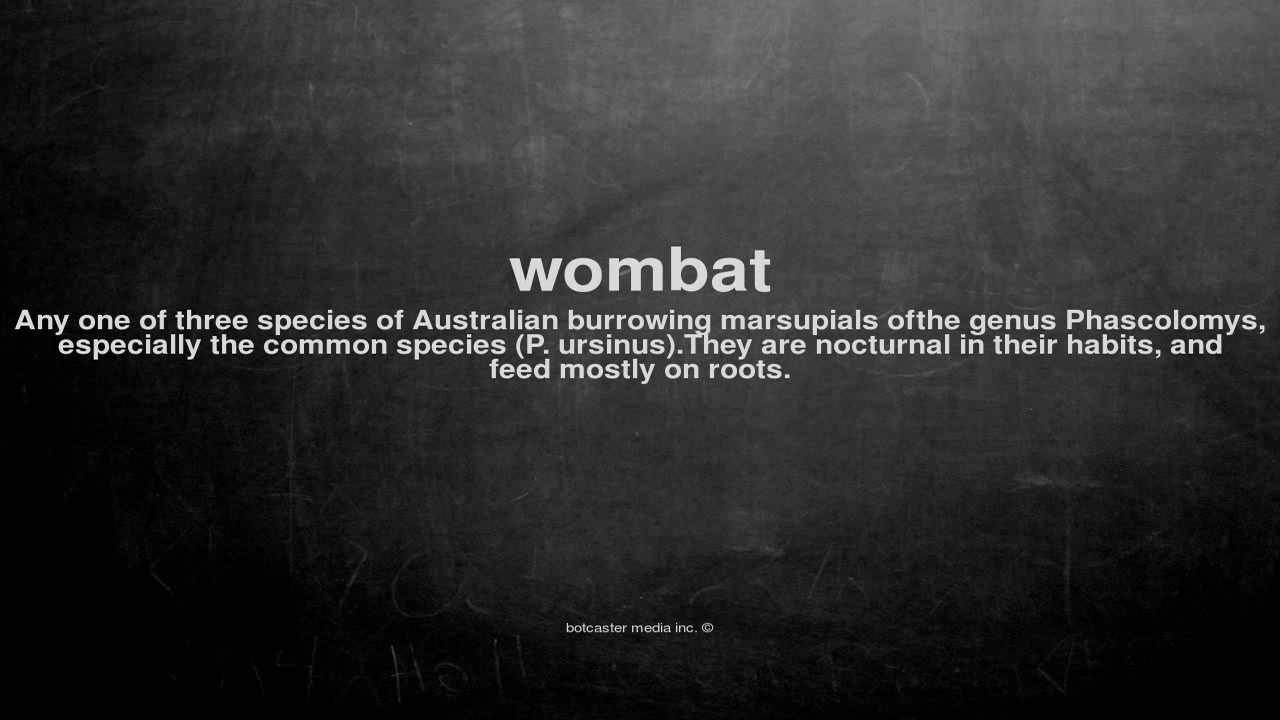 wombat
Any one of three species of Australian burrowing marsupials ofthe genus Phascolomys,
especially the common species (P. ursinus).They are nocturnal in their habits, and
feed mostly on roots.
botcaster media inc. ©